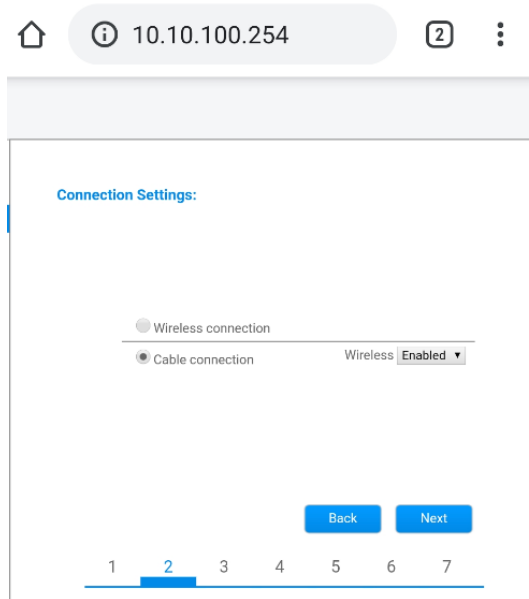 10.10.100.254 2
Connection Settings:
Wireless connection
Cable connection Wireless Enabled
Back Next
1 2 3 4 5 6 7